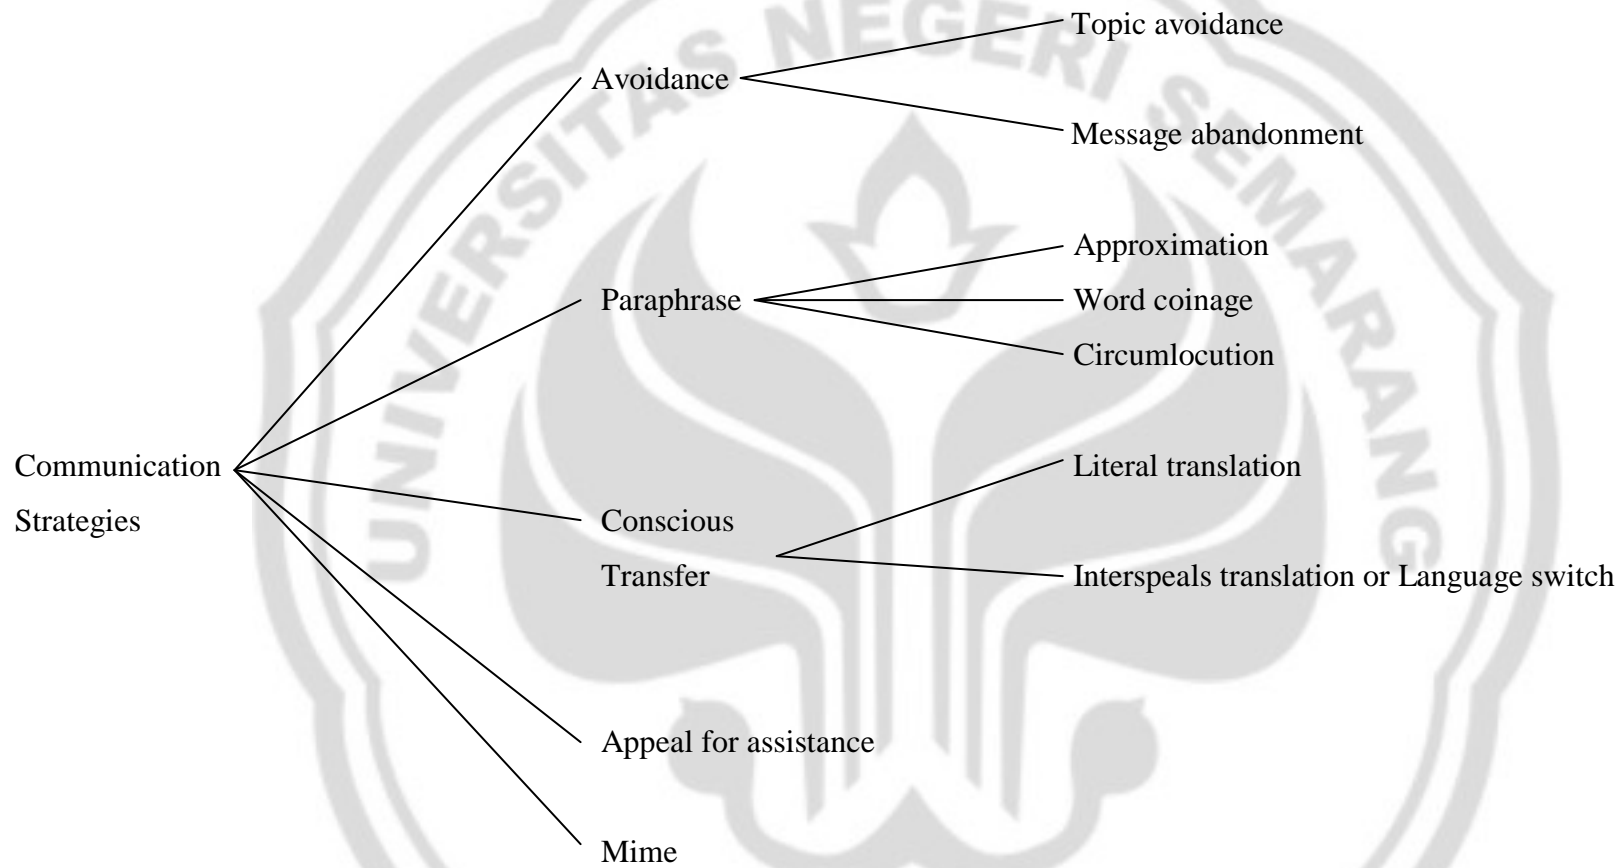 UNIVERSITAS NEGERI SEMARANG
Topic avoidance
Avoidance
Message abandonment
Approximation
Paraphrase
Word coinage
Circumlocution
Communication
Strategies
Literal translation
Conscious
Transfer
Interspeals translation or Language switch
Appeal for assistance
Mime